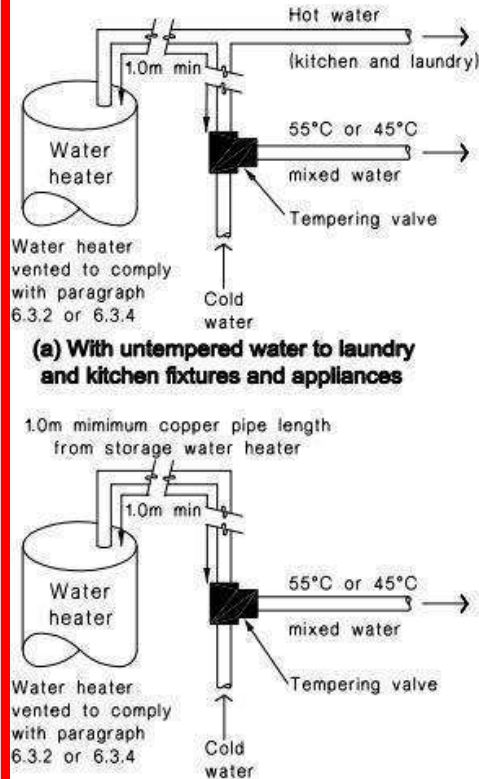 Hot water
(kitchen and laundry)
1.0m min
55°C or 45°C
mixed water
Water
heater
Tempering valve
Water heater
vented to comply
with paragraph
6.3.2 or 6.3.4
Cold
water
(a) With untempered water to laundry
and kitchen fixtures and appliances
1.0m mimimum copper pipe length
from storage water heater
1.0m min
55°C or 45°C
mixed water
Water
heater
Tempering valve
Water heater
vented to comply
with paragraph
6.3.2 or 6.3.4
Cold
water